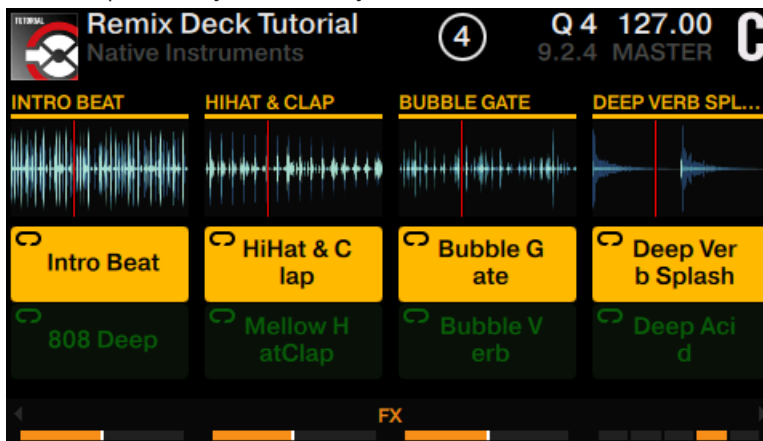 TUTORIAL
Remix Deck Tutorial
Native Instruments
4
Q 4 127.00
9.2.4 MASTER
C
INTRO BEAT
HIHAT & CLAP
BUBBLE GATE
DEEP VERB SPL...
Intro Beat
HiHat & C
lap
Bubble G
ate
Deep Ver
b Splash
808 Deep
Mellow H
atClap
Bubble V
erb
Deep Aci
d
FX